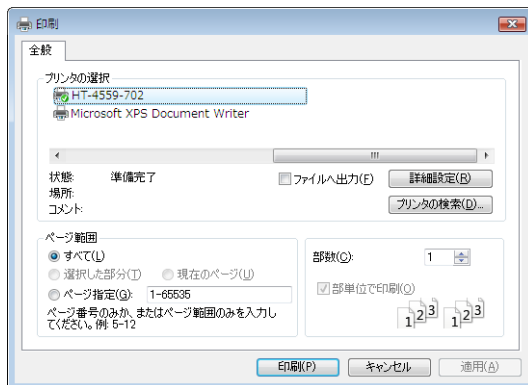 印刷
全般
プリンタの選択
HT-4559-702
Microsoft XPS Document Writer
状態: 準備完了
ファイルへ出力(F)
詳細設定(R)
場所:
コメント:
プリンタの検索(D)...
ページ範囲
すべて(L)
選択した部分(T)
現在のページ(U)
ページ指定(G):
1-65535
ページ番号のみか、またはページ範囲のみを入力し
てください。例: 5-12
部数(C):
1
部単位で印刷(O)
1 2 3
1 2 3
印刷(P)
キャンセル
適用(A)